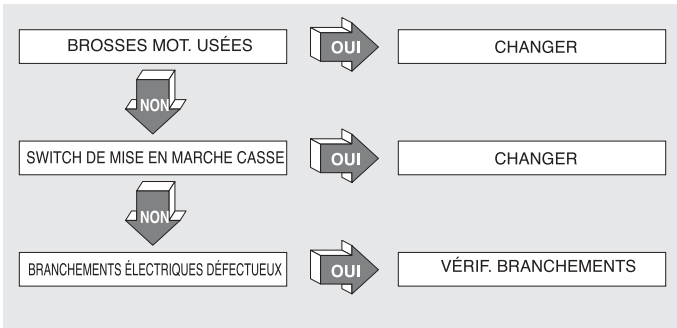 BROSSES MOT. USÉES
OUI
CHANGER
NON
SWITCH DE MISE EN MARCHE CASSE
OUI
CHANGER
NON
BRANCHEMENTS ÉLECTRIQUES DÉFECTUEUX
OUI
VÉRIF. BRANCHEMENTS